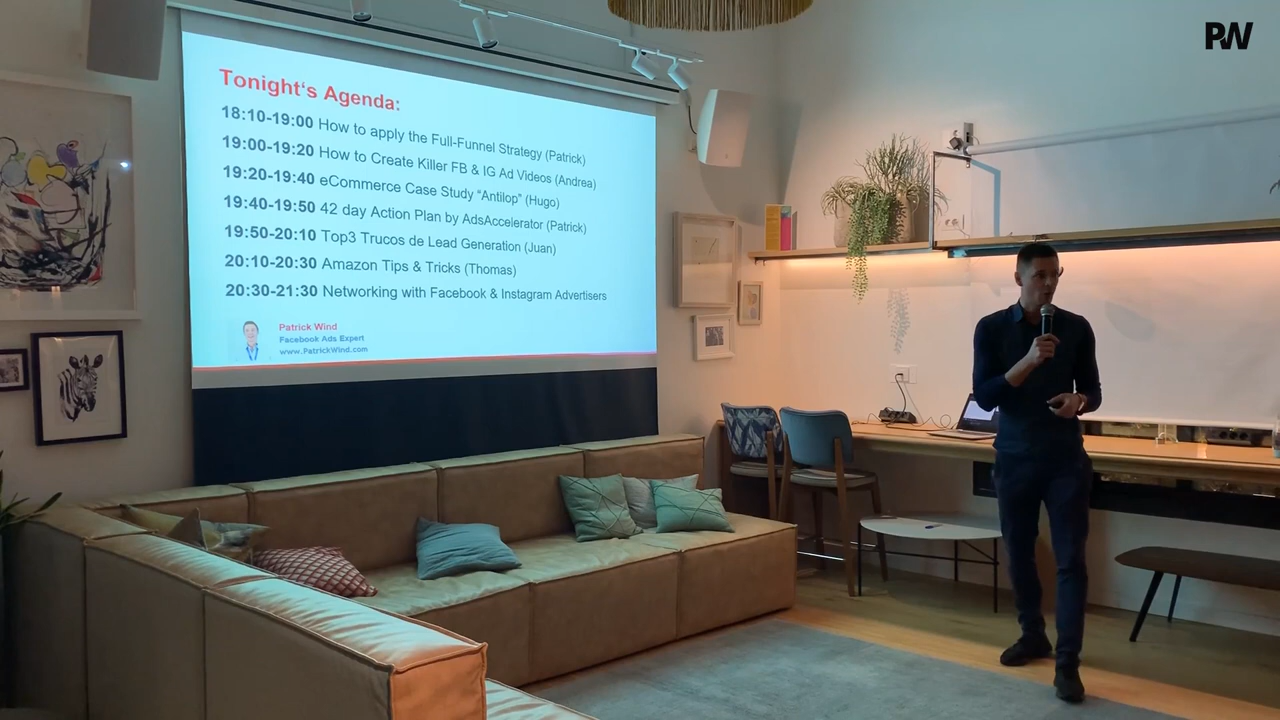 PW
Tonight's Agenda:
18:10-19:00 How to apply the Full-Funnel Strategy (Patrick)
19:00-19:20 How to Create Killer FB & IG Ad Videos (Andrea)
19:20-19:40 eCommerce Case Study “Antilop” (Hugo)
19:40-19:50 42 day Action Plan by AdsAccelerator (Patrick)
19:50-20:10 Top3 Trucos de Lead Generation (Juan)
20:10-20:30 Amazon Tips & Tricks (Thomas)
20:30-21:30 Networking with Facebook & Instagram Advertisers
Patrick Wind
Facebook Ads Expert
www.PatrickWind.com